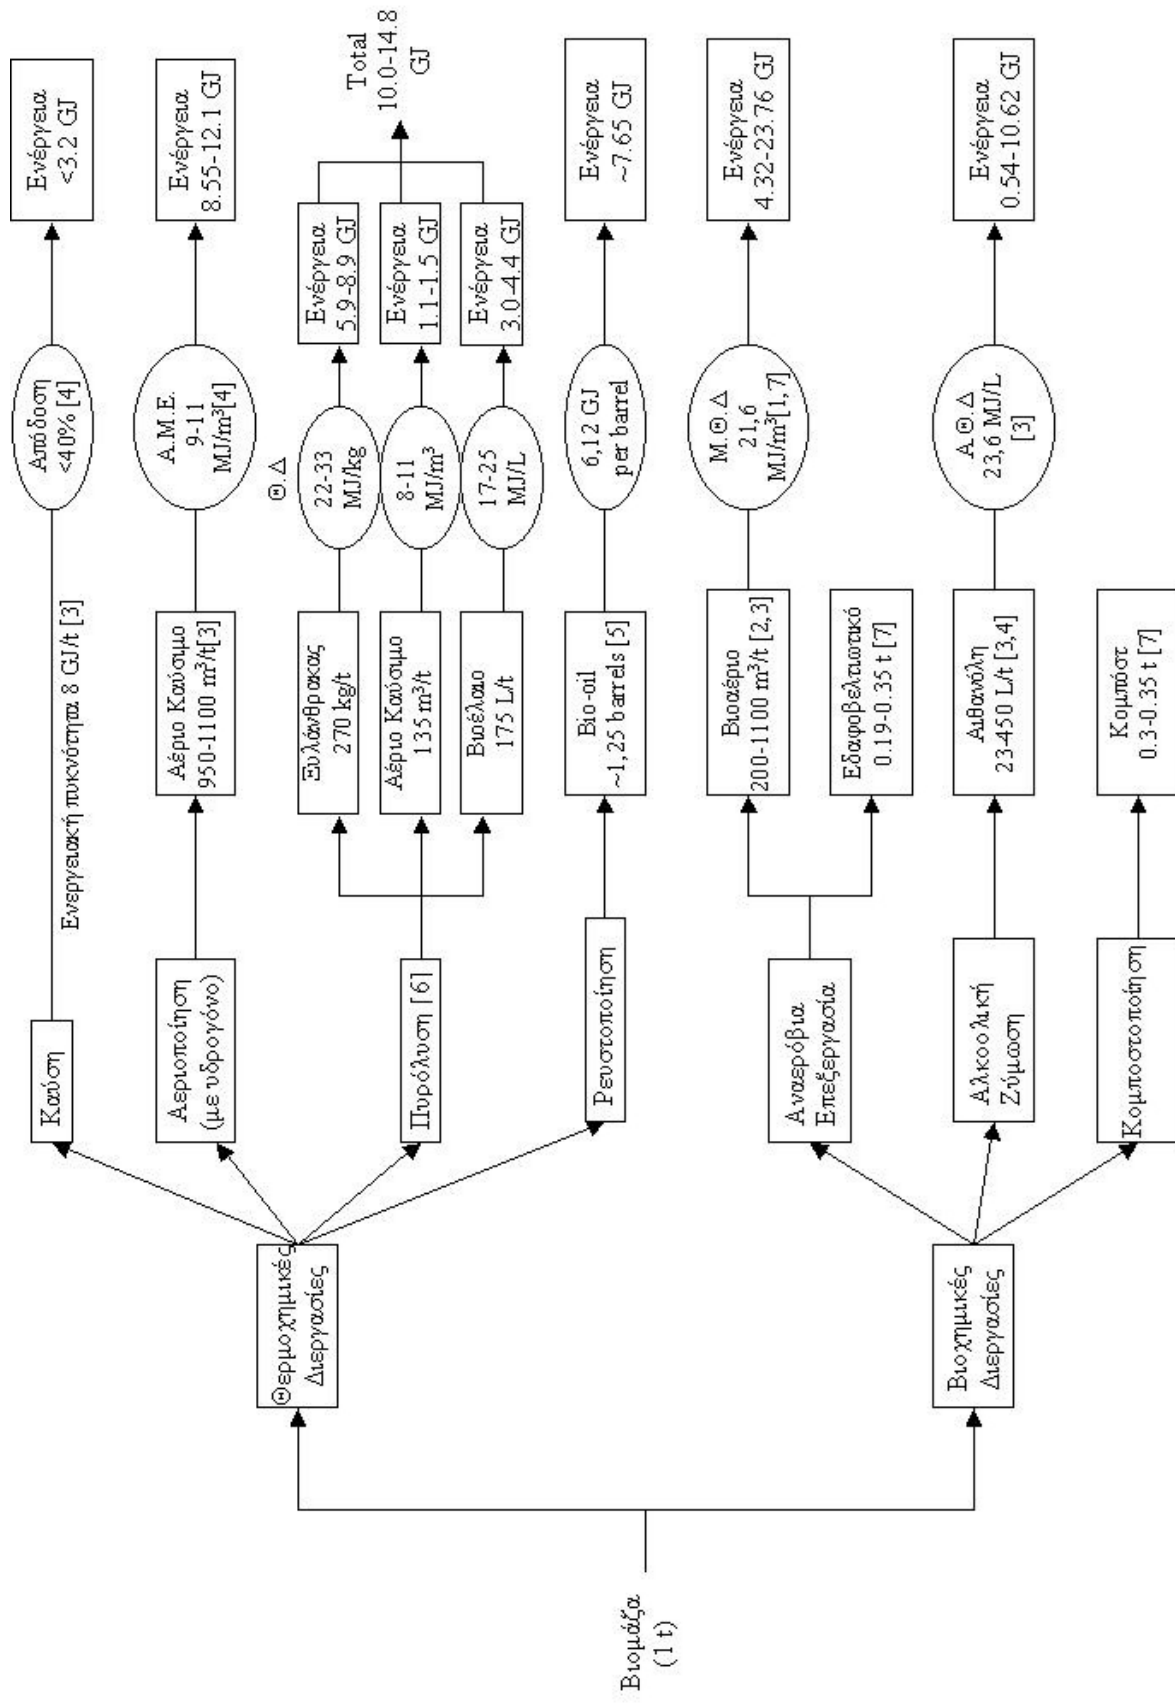 Βιομάζα
(1 t)
Θερμοχημικές
Διεργασίες
Βιοχημικές
Διεργασίες
Καύση
Ενεργειακή πυκνότητα 8 GJ/t [3]
Απόδοση
<40% [4]
Ενέργεια
<3.2 GJ
Αεριοποίηση
(με υδρογόνο)
Αέριο Καύσιμο
950-1100 m³/t[3]
Α.Μ.Ε.
9-11
MJ/m³[4]
Ενέργεια
8.55-12.1 GJ
Πυρόλυση [6]
Ξυλάνθρακας
270 kg/t
Θ.Δ
22-33
MJ/kg
Ενέργεια
5.9-8.9 GJ
Αέριο Καύσιμο
135 m³/t
8-11
MJ/m³
Ενέργεια
1.1-1.5 GJ
Βιοέλαιο
175 L/t
17-25
MJ/L
Ενέργεια
3.0-4.4 GJ
Total
10.0-14.8
GJ
Ρευστοποίηση
Bio-oil
~1,25 barrels [5]
6,12 GJ
per barrel
Ενέργεια
~7.65 GJ
Αναερόβια
Επεξεργασία
Βιοαέριο
200-1100 m³/t [2,3]
Μ.Θ.Δ
21,6
MJ/m³[1,7]
Ενέργεια
4.32-23.76 GJ
Εδαφοβελτιωτικό
0.19-0.35 t [7]
Αλκοολική
Ζύμωση
Αιθανόλη
23-450 L/t [3,4]
Α.Θ.Δ
23,6 MJ/L
[3]
Ενέργεια
0.54-10.62 GJ
Κομποστοποίηση
Κομπόστ
0.3-0.35 t [7]